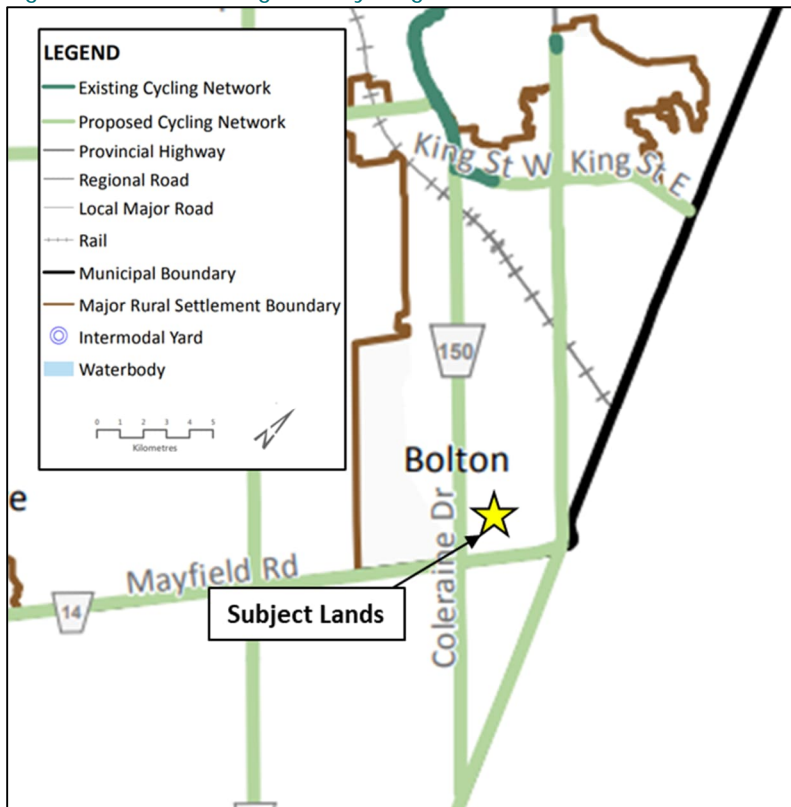 LEGEND
Existing Cycling Network
Proposed Cycling Network
Provincial Highway
Regional Road
Local Major Road
Rail
Municipal Boundary
Major Rural Settlement Boundary
Intermodal Yard
Waterbody
0 1 2 3 4 5
Kilometres
King St W
King St E
150
Bolton
Coleraine Dr
e
Mayfield Rd
14
Subject Lands